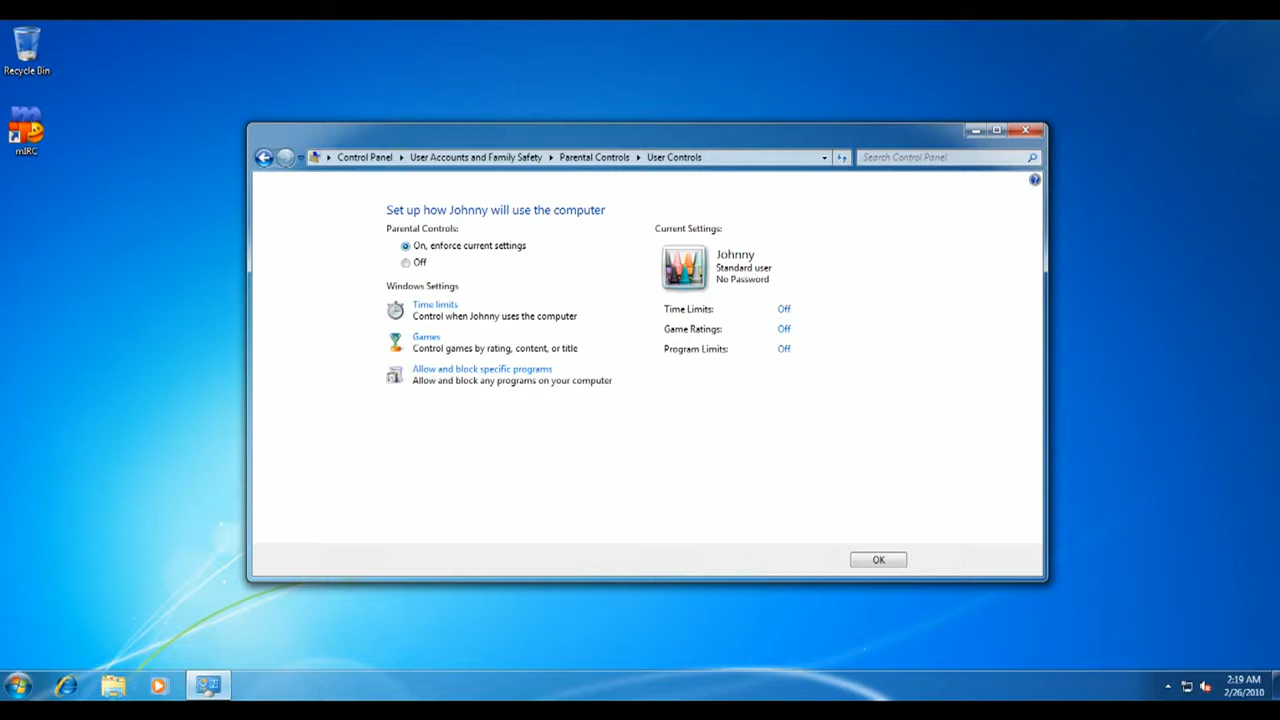 Recycle Bin
mIRC
Control Panel
User Accounts and Family Safety
Parental Controls
User Controls
Search Control Panel
Set up how Johnny will use the computer
Parental Controls:
On, enforce current settings
Off
Windows Settings
Time limits
Control when Johnny uses the computer
Games
Control games by rating, content, or title
Allow and block specific programs
Allow and block any programs on your computer
Current Settings:
Johnny
Standard user
No Password
Time Limits: Off
Game Ratings: Off
Program Limits: Off
OK
2:19 AM
2/26/2010